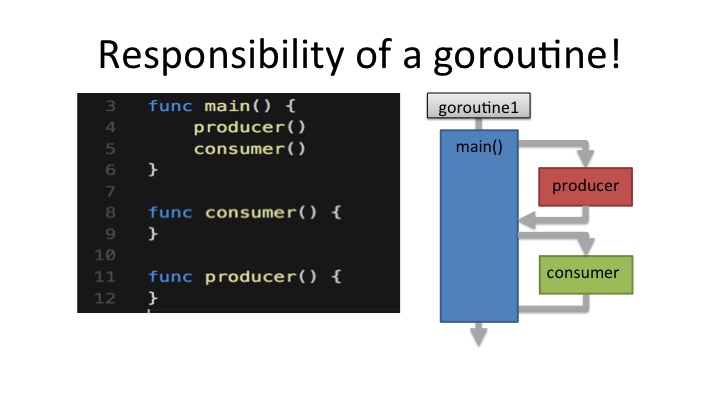 Responsibility of a goroutine!
3 func main() {
4 producer()
5 consumer()
6 }
7
8 func consumer() {
9 }
10
11 func producer() {
12 }
goroutine1
main()
producer
consumer